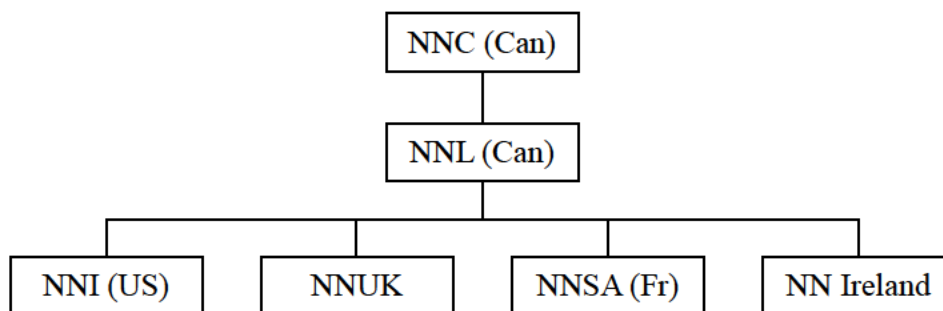 NNC (Can)
NNL (Can)
NNI (US)
NNUK
NNSA (Fr)
NN Ireland